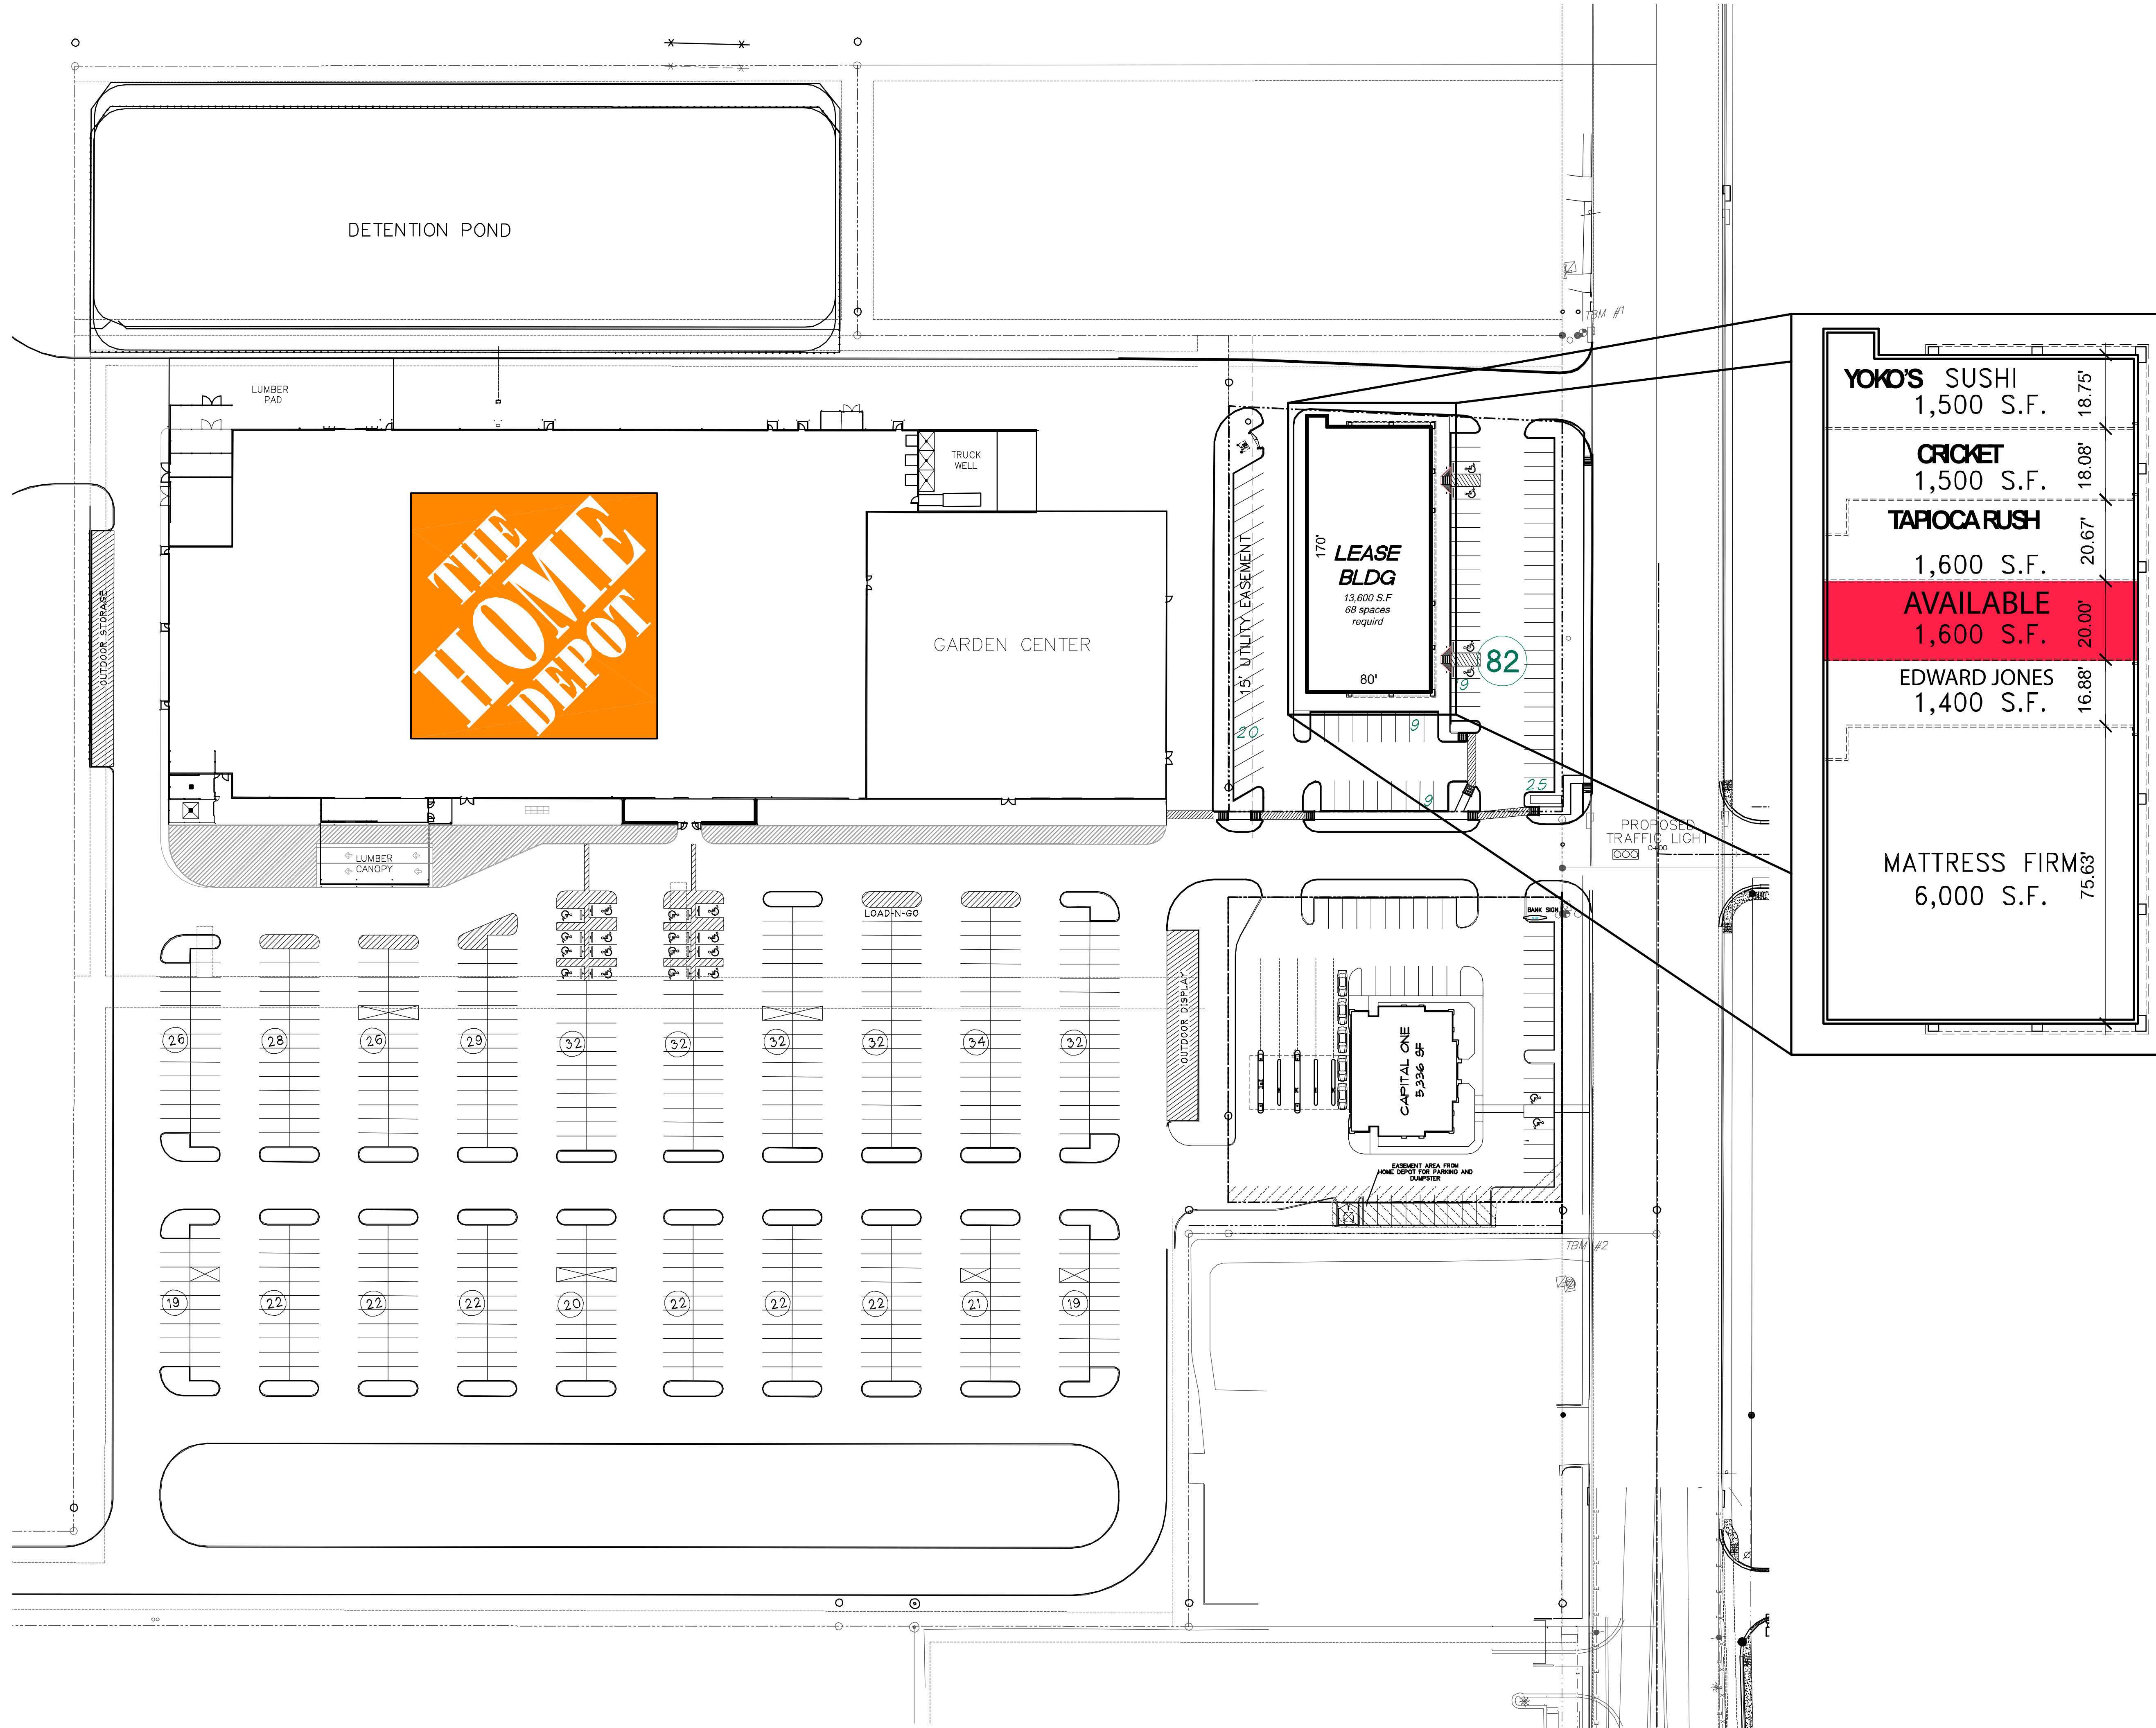 DETENTION POND
TBM #1
LUMBER
PAD
TRUCK
WELL
THE
HOME
DEPOT
OUTDOOR STORAGE
GARDEN CENTER
15' UTILITY EASEMENT
170'
LEASE
BLDG
13,600 S.F
68 spaces
requird
80'
82
9
20
9
9
25
YOKO'S SUSHI
1,500 S.F.
18.75'
CRICKET
1,500 S.F.
18.08'
TAPIOCA RUSH
1,600 S.F.
20.67'
AVAILABLE
1,600 S.F.
20.00'
EDWARD JONES
1,400 S.F.
16.88'
MATTRESS FIRM
6,000 S.F.
75.63'
PROPOSED
TRAFFIC LIGHT
0+00
LUMBER
CANOPY
LOAD-N-GO
BANK SIGN
OUTDOOR DISPLAY
26
28
26
29
32
32
32
32
34
32
CAPITAL ONE
5,336 SF
EASEMENT AREA FROM
HOME DEPOT FOR PARKING AND
DUMPSTER
TBM #2
19
22
22
22
20
22
22
22
21
19